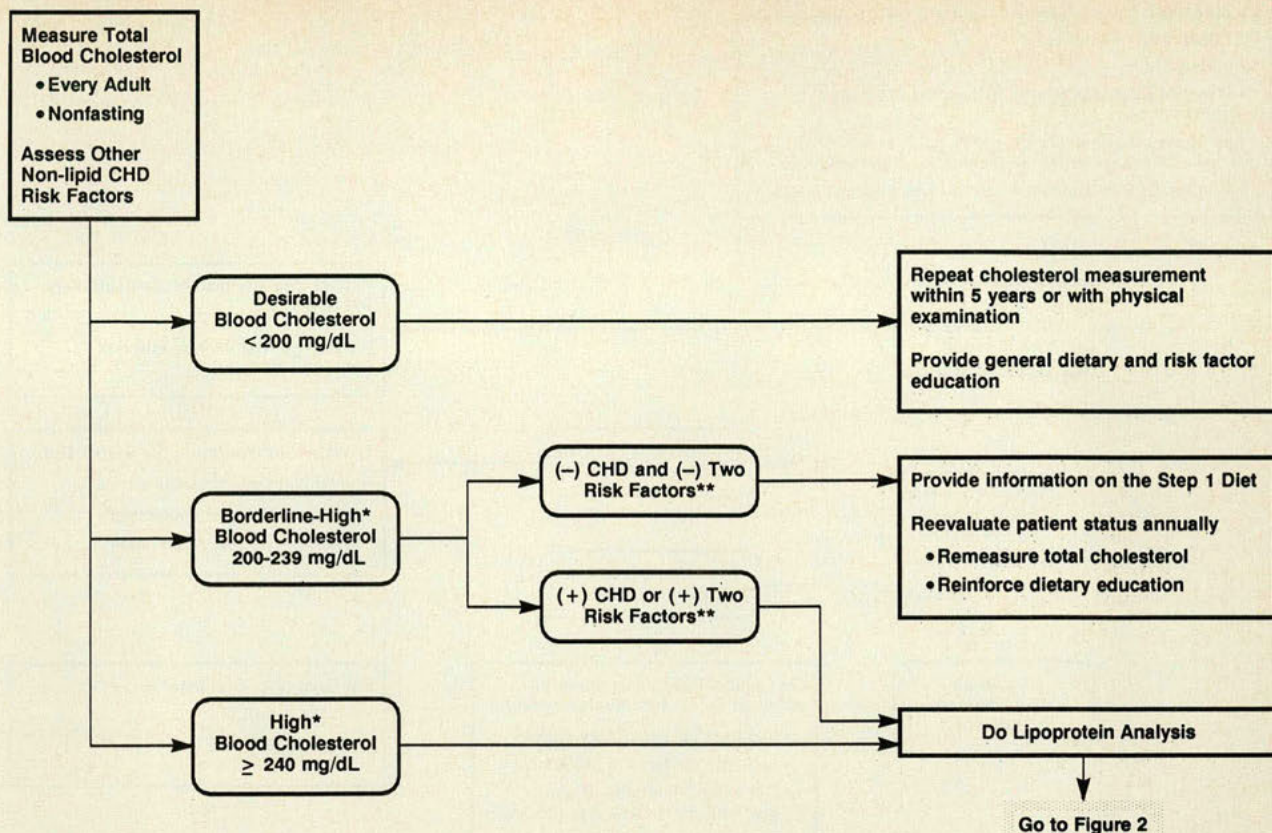 Measure Total
Blood Cholesterol
• Every Adult
• Nonfasting
Assess Other
Non-lipid CHD
Risk Factors
Desirable
Blood Cholesterol
<200 mg/dL
Repeat cholesterol measurement
within 5 years or with physical
examination
Provide general dietary and risk factor
education
Borderline-High*
Blood Cholesterol
200-239 mg/dL
(–) CHD and (–) Two
Risk Factors**
Provide information on the Step 1 Diet
Reevaluate patient status annually
• Remeasure total cholesterol
• Reinforce dietary education
(+) CHD or (+) Two
Risk Factors**
High*
Blood Cholesterol
≥ 240 mg/dL
Do Lipoprotein Analysis
Go to Figure 2